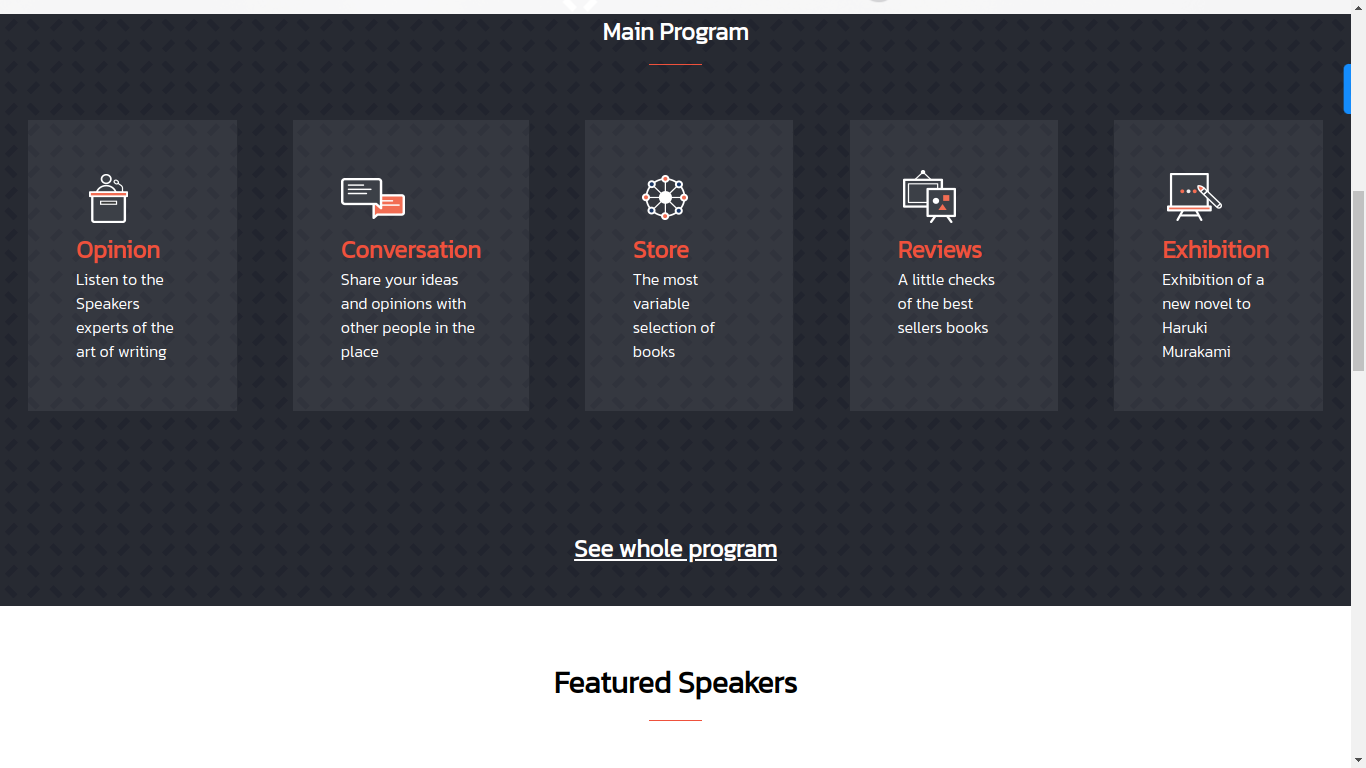 Main Program
Opinion
Listen to the
Speakers
experts of the
art of writing
Conversation
Share your ideas
and opinions with
other people in the
place
Store
The most
variable
selection of
books
Reviews
A little checks
of the best
sellers books
Exhibition
Exhibition of a
new novel to
Haruki
Murakami
See whole program
Featured Speakers